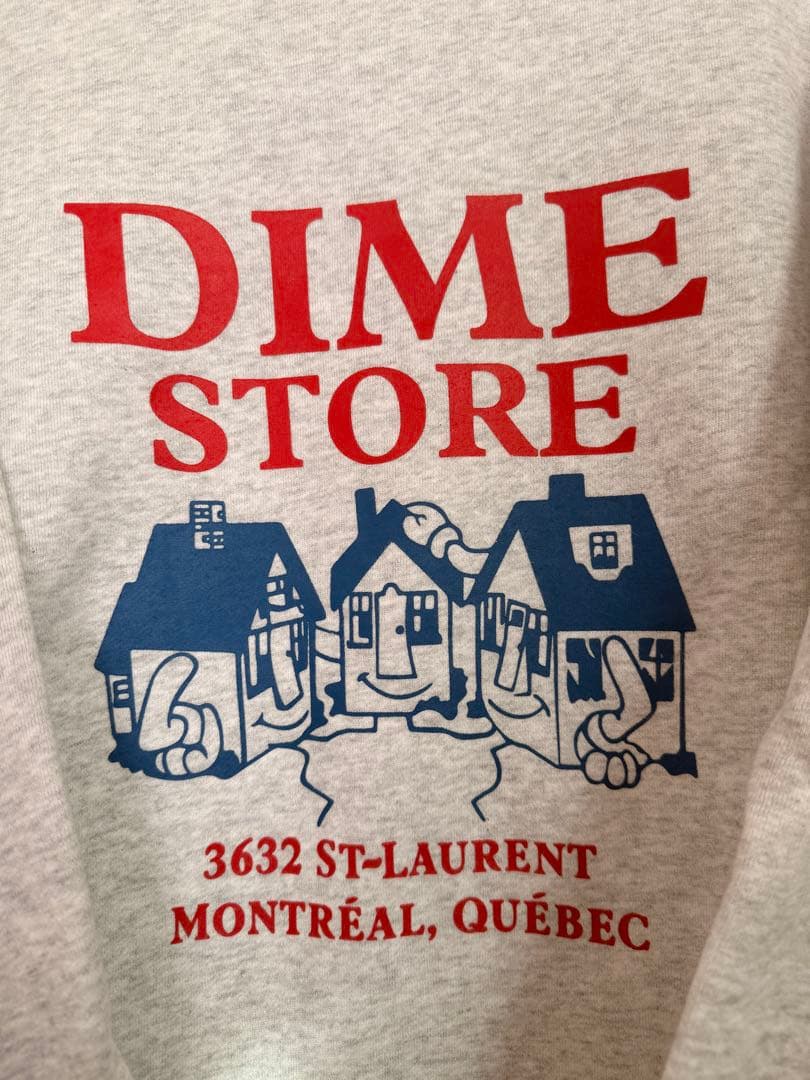 DIME
STORE
3632 ST-LAURENT
MONTRÉAL, QUÉBEC